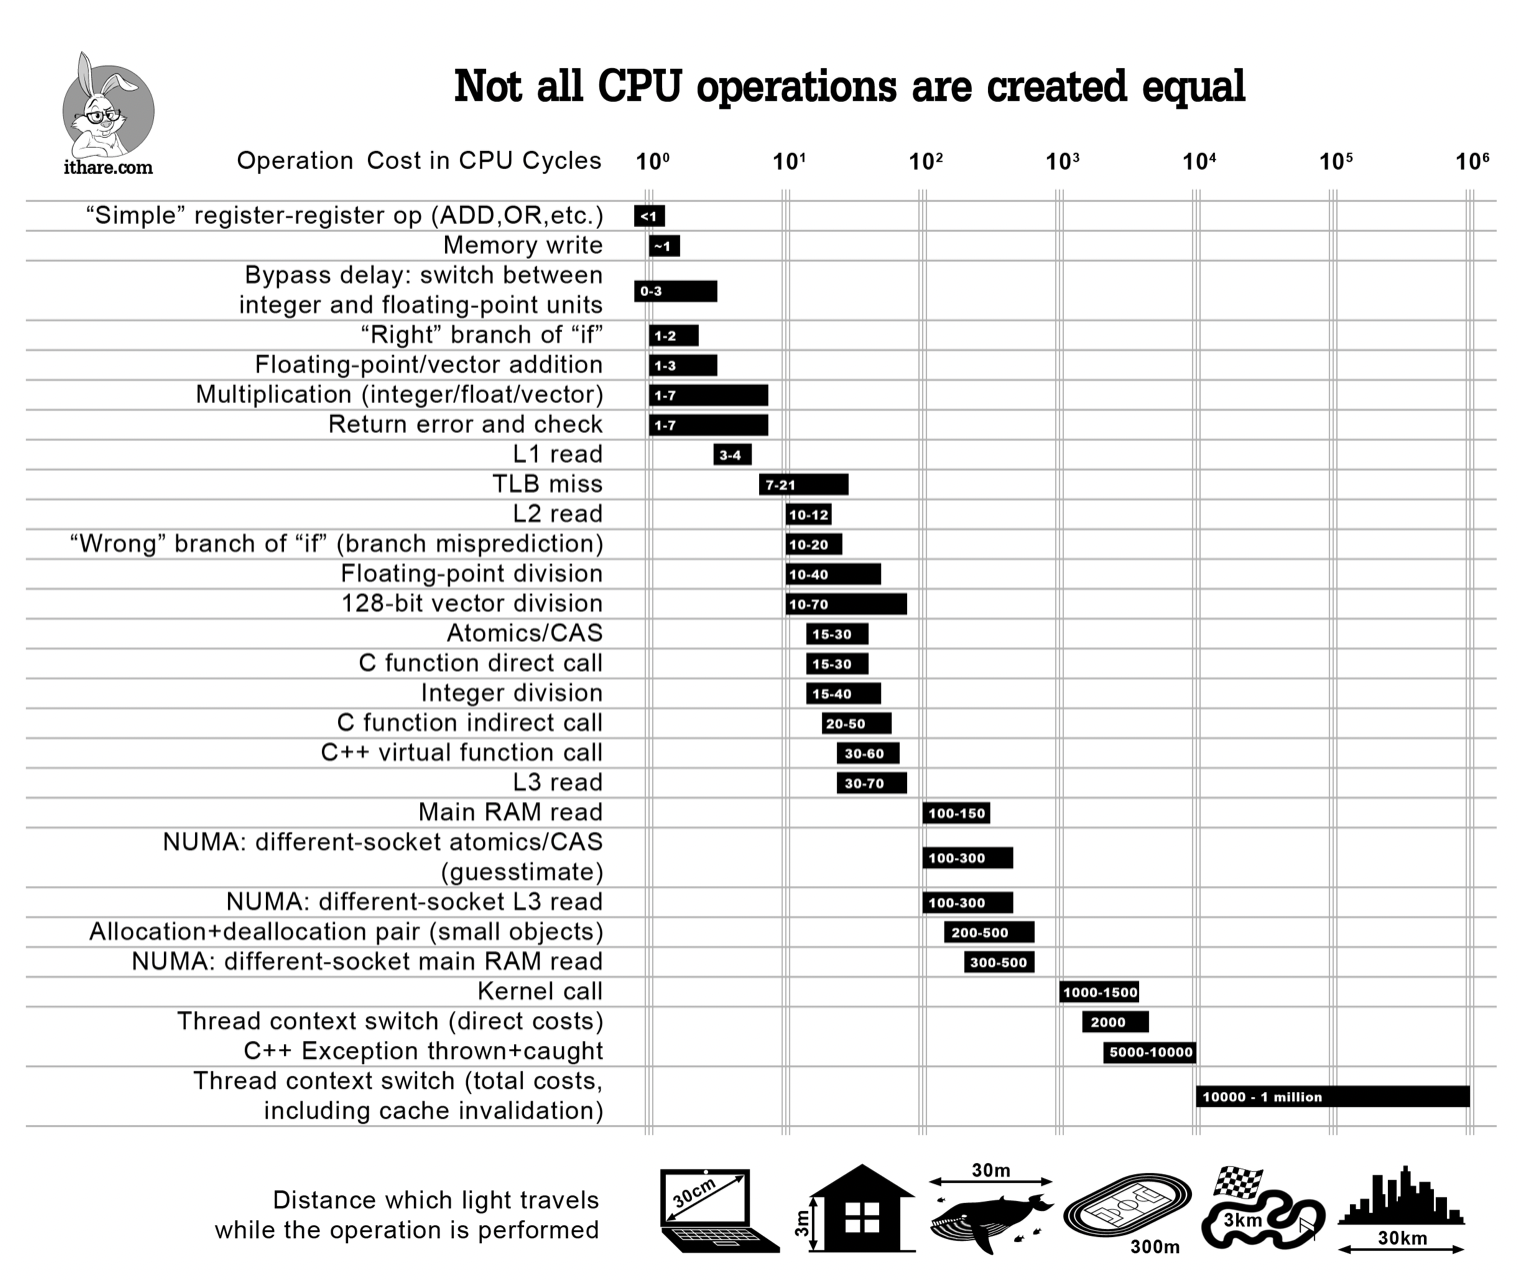 Not all CPU operations are created equal
ithare.com
Operation Cost in CPU Cycles 10⁰ 10¹ 10² 10³ 10⁴ 10⁵ 10⁶
“Simple” register-register op (ADD,OR,etc.) <1
Memory write ~1
Bypass delay: switch between
integer and floating-point units 0-3
“Right” branch of “if” 1-2
Floating-point/vector addition 1-3
Multiplication (integer/float/vector) 1-7
Return error and check 1-7
L1 read 3-4
TLB miss 7-21
L2 read 10-12
“Wrong” branch of “if” (branch misprediction) 10-20
Floating-point division 10-40
128-bit vector division 10-70
Atomics/CAS 15-30
C function direct call 15-30
Integer division 15-40
C function indirect call 20-50
C++ virtual function call 30-60
L3 read 30-70
Main RAM read 100-150
NUMA: different-socket atomics/CAS
(guesstimate) 100-300
NUMA: different-socket L3 read 100-300
Allocation+deallocation pair (small objects) 200-500
NUMA: different-socket main RAM read 300-500
Kernel call 1000-1500
Thread context switch (direct costs) 2000
C++ Exception thrown+caught 5000-10000
Thread context switch (total costs,
including cache invalidation) 10000 - 1 million
Distance which light travels
while the operation is performed
30cm
3m
30m
300m
3km
30km